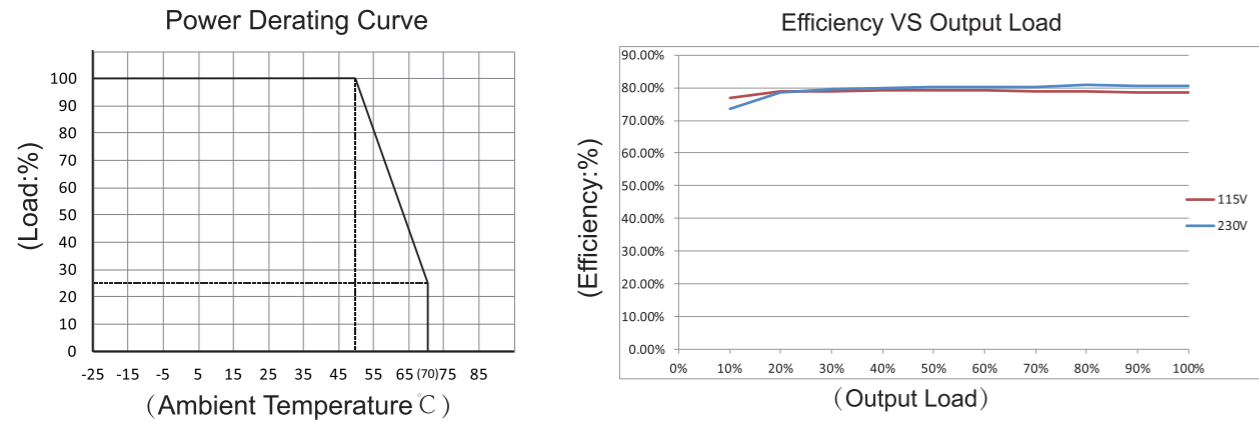 Power Derating Curve
(Load:%)
100
90
80
70
60
50
40
30
20
10
0
-25 -15 -5 5 15 25 35 45 55 65 (70) 75 85
(Ambient Temperature℃)
Efficiency VS Output Load
(Efficiency:%)
90.00%
80.00%
70.00%
60.00%
50.00%
40.00%
30.00%
20.00%
10.00%
0.00%
0% 10% 20% 30% 40% 50% 60% 70% 80% 90% 100%
(Output Load)
115V
230V